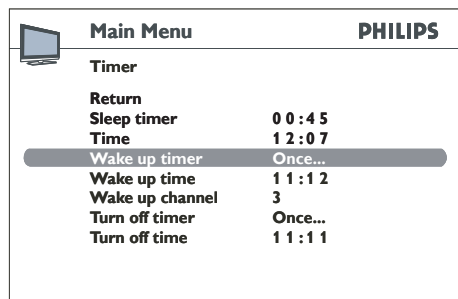 Main Menu PHILIPS
Timer
Return
Sleep timer 00:45
Time 12:07
Wake up timer Once...
Wake up time 11:12
Wake up channel 3
Turn off timer Once...
Turn off time 11:11